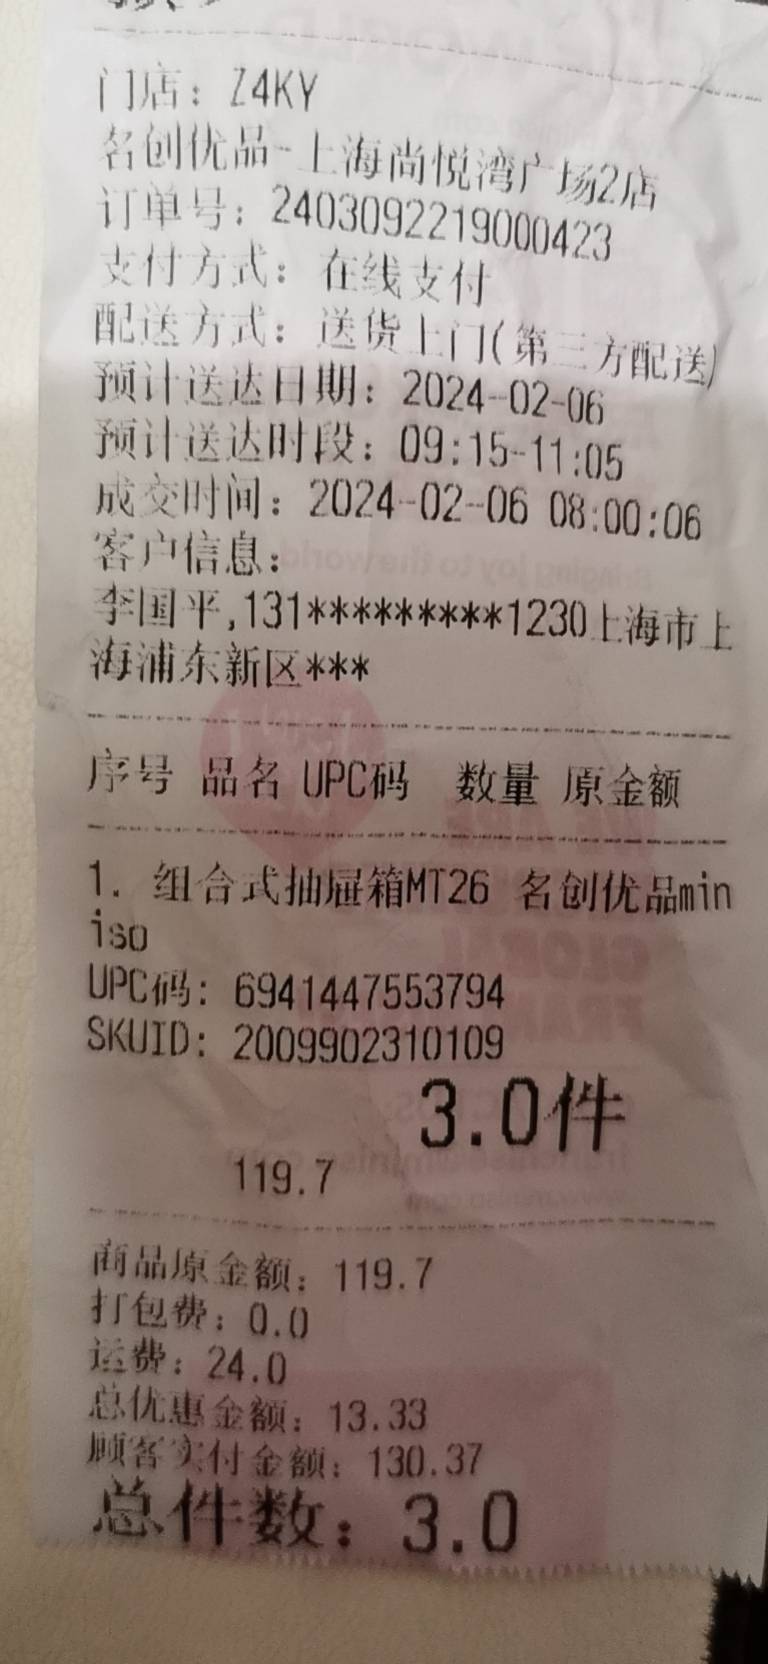 门店：Z4KY
名创优品-上海尚悦湾广场2店
订单号：2403092219000423
支付方式：在线支付
配送方式：送货上门(第三方配送)
预计送达日期：2024-02-06
预计送达时段：09:15-11:05
成交时间：2024-02-06 08:00:06
客户信息：
李国平,131*********1230上海市上
海浦东新区***
序号 品名 UPC码 数量 原金额
1. 组合式抽屉箱MT26 名创优品min
iso
UPC码：6941447553794
SKUID：2009902310109
3.0件
119.7
商品原金额：119.7
打包费：0.0
运费：24.0
总优惠金额：13.33
顾客实付金额：130.37
总件数：3.0